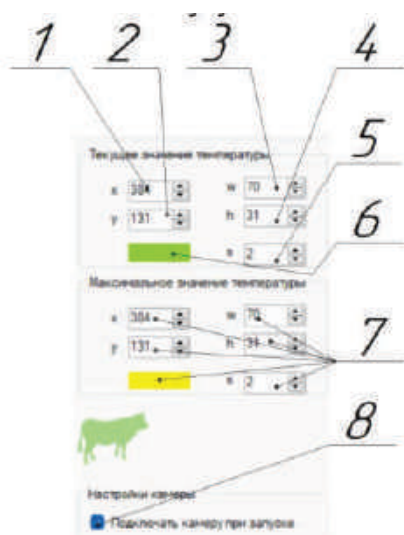 1 2 3 4
5
Текущее значение температуры
x 384 w 70
y 131 h 31
6
s 2
Максимальное значение температуры
x 384 w 70
y 131 h 31
7
s 2
8
Настройки камеры
Подключать камеру при запуске